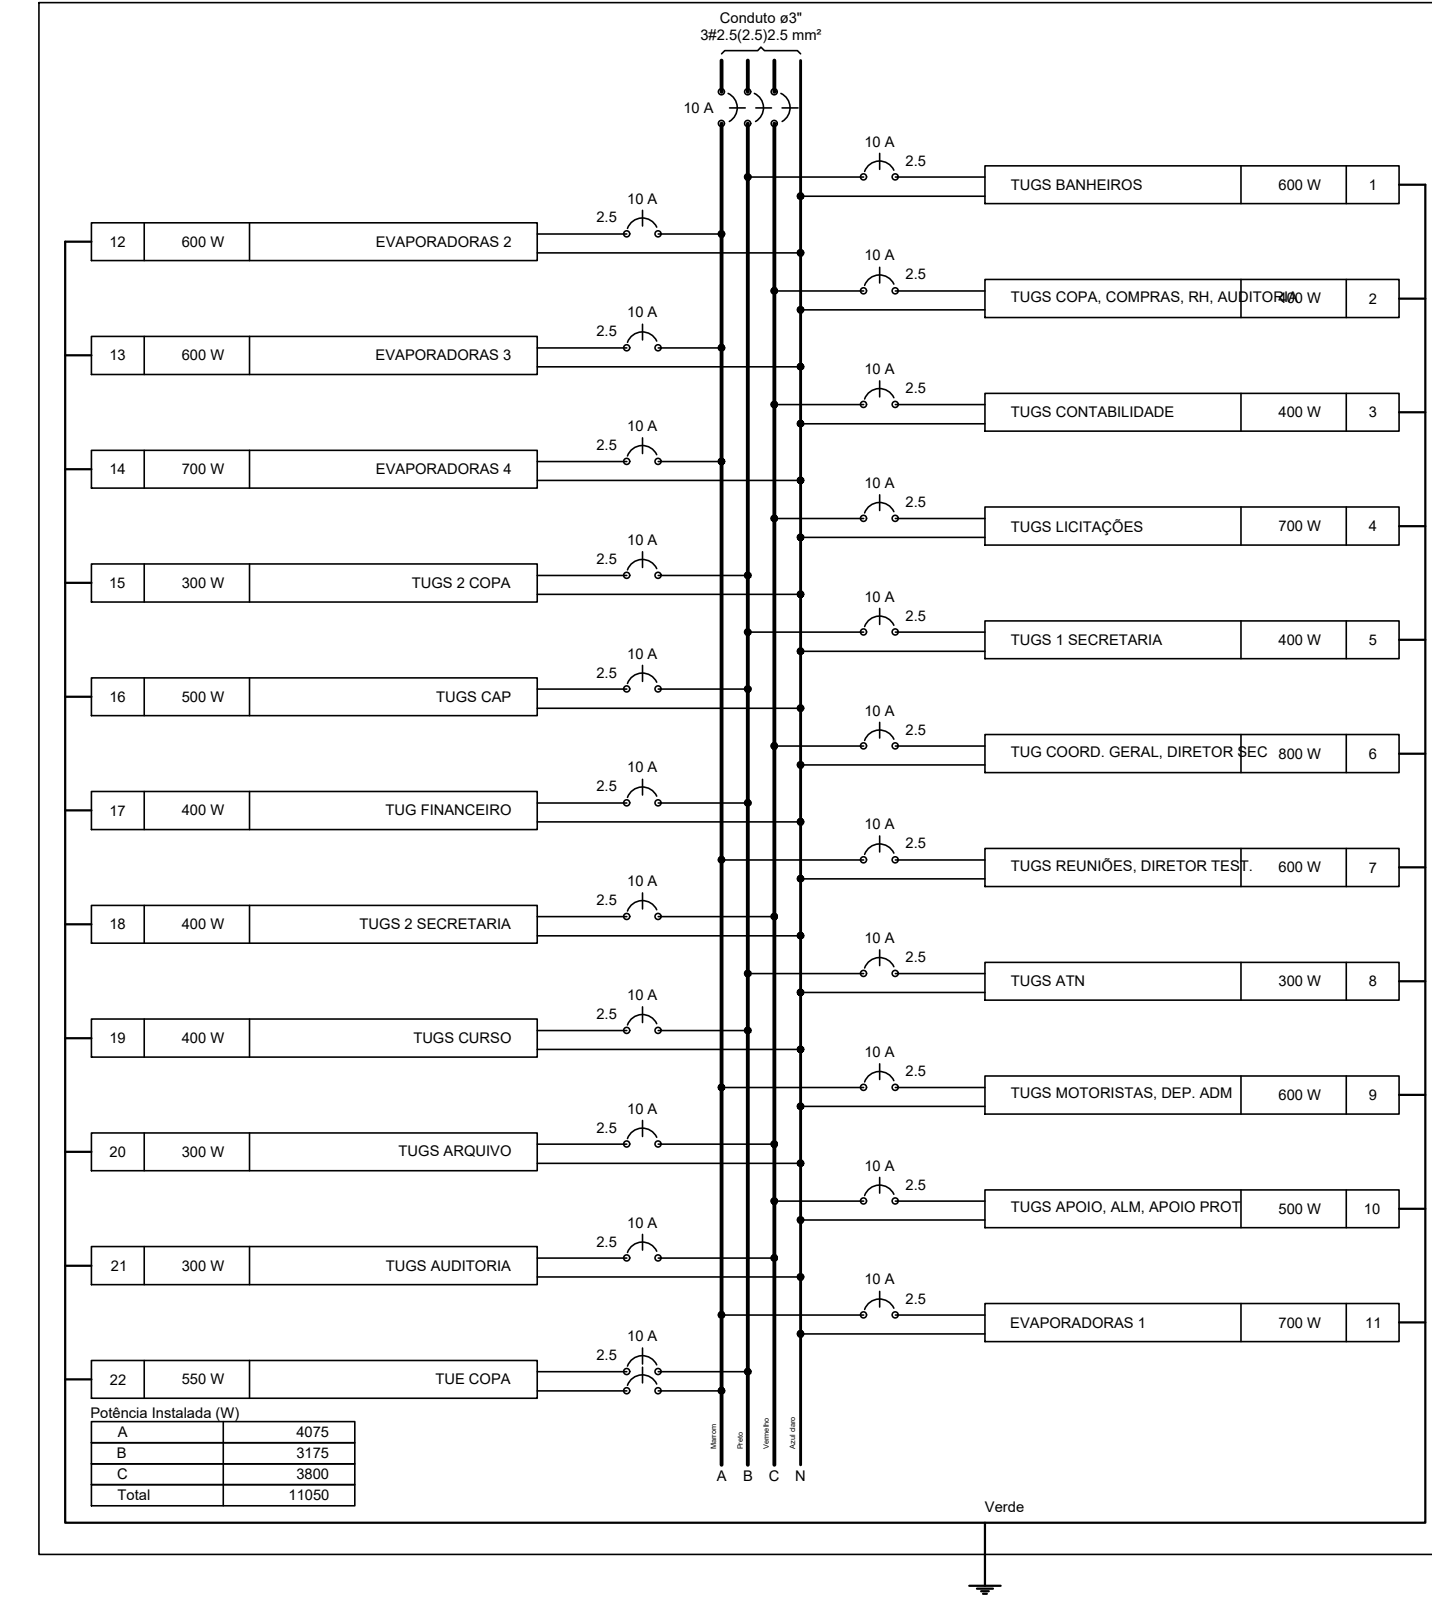 Conduto ø3"
3#2.5(2.5)2.5 mm²
10 A
10 A
2.5
TUGS BANHEIROS 600 W 1
10 A
2.5
12 600 W EVAPORADORAS 2
10 A
2.5
TUGS COPA, COMPRAS, RH, AUDITORIA 400 W 2
10 A
2.5
13 600 W EVAPORADORAS 3
10 A
2.5
TUGS CONTABILIDADE 400 W 3
10 A
2.5
14 700 W EVAPORADORAS 4
10 A
2.5
TUGS LICITAÇÕES 700 W 4
10 A
2.5
15 300 W TUGS 2 COPA
10 A
2.5
TUGS 1 SECRETARIA 400 W 5
10 A
2.5
16 500 W TUGS CAP
10 A
2.5
TUG COORD. GERAL, DIRETOR SEC 800 W 6
10 A
2.5
17 400 W TUG FINANCEIRO
10 A
2.5
TUGS REUNIÕES, DIRETOR TEST. 600 W 7
10 A
2.5
18 400 W TUGS 2 SECRETARIA
10 A
2.5
TUGS ATN 300 W 8
10 A
2.5
19 400 W TUGS CURSO
10 A
2.5
TUGS MOTORISTAS, DEP. ADM 600 W 9
10 A
2.5
20 300 W TUGS ARQUIVO
10 A
2.5
TUGS APOIO, ALM, APOIO PROT 500 W 10
10 A
2.5
21 300 W TUGS AUDITORIA
10 A
2.5
EVAPORADORAS 1 700 W 11
10 A
2.5
22 550 W TUE COPA
Potência Instalada (W)
A 4075
B 3175
C 3800
Total 11050
Marrom
Preto
Vermelho
Azul claro
A B C N
Verde